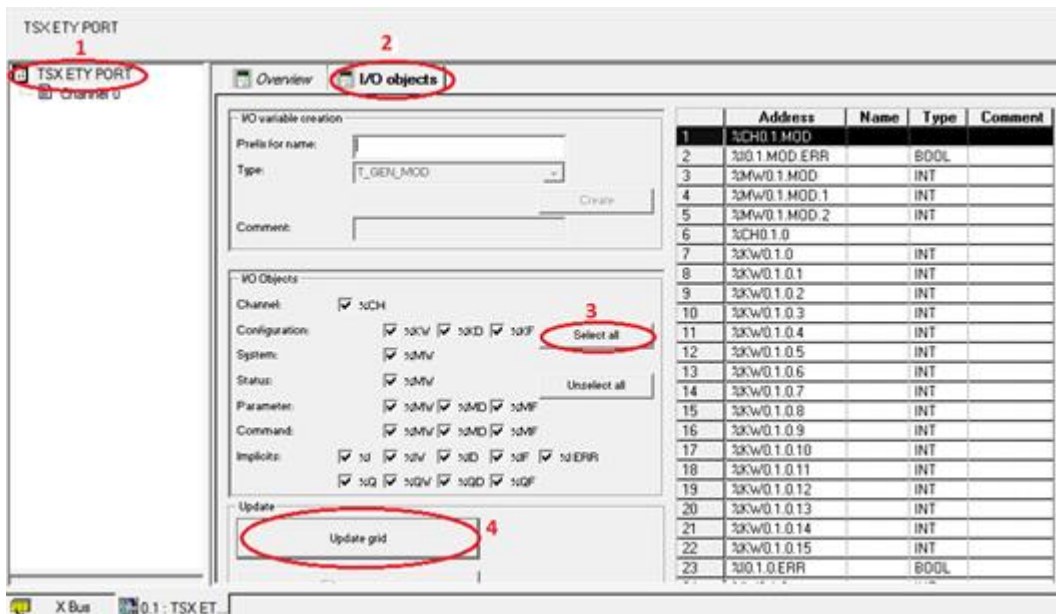 TSX ETY PORT
1
2
TSX ETY PORT
Channel 0
Overview
I/O objects
I/O variable creation
Prefix for name:
Type:
T_GEN_MOD
Create
Comment:
I/O Objects
Channel:
%CH
3
Configuration:
%KW %KD %KF
Select all
System:
%MW
Status:
%MW
Unselect all
Parameter:
%MW %MD %MF
Command:
%MW %MD %MF
Implicits:
%I %IW %ID %IF %I ERR
%Q %QW %QD %QF
Update
Update grid
4
Address Name Type Comment
1 %CH0.1.MOD
2 %I0.1.MOD.ERR BOOL
3 %MW0.1.MOD INT
4 %MW0.1.MOD.1 INT
5 %MW0.1.MOD.2 INT
6 %CH0.1.0
7 %KW0.1.0 INT
8 %KW0.1.0.1 INT
9 %KW0.1.0.2 INT
10 %KW0.1.0.3 INT
11 %KW0.1.0.4 INT
12 %KW0.1.0.5 INT
13 %KW0.1.0.6 INT
14 %KW0.1.0.7 INT
15 %KW0.1.0.8 INT
16 %KW0.1.0.9 INT
17 %KW0.1.0.10 INT
18 %KW0.1.0.11 INT
19 %KW0.1.0.12 INT
20 %KW0.1.0.13 INT
21 %KW0.1.0.14 INT
22 %KW0.1.0.15 INT
23 %I0.1.0.ERR BOOL
X Bus
0.1 : TSX ET...